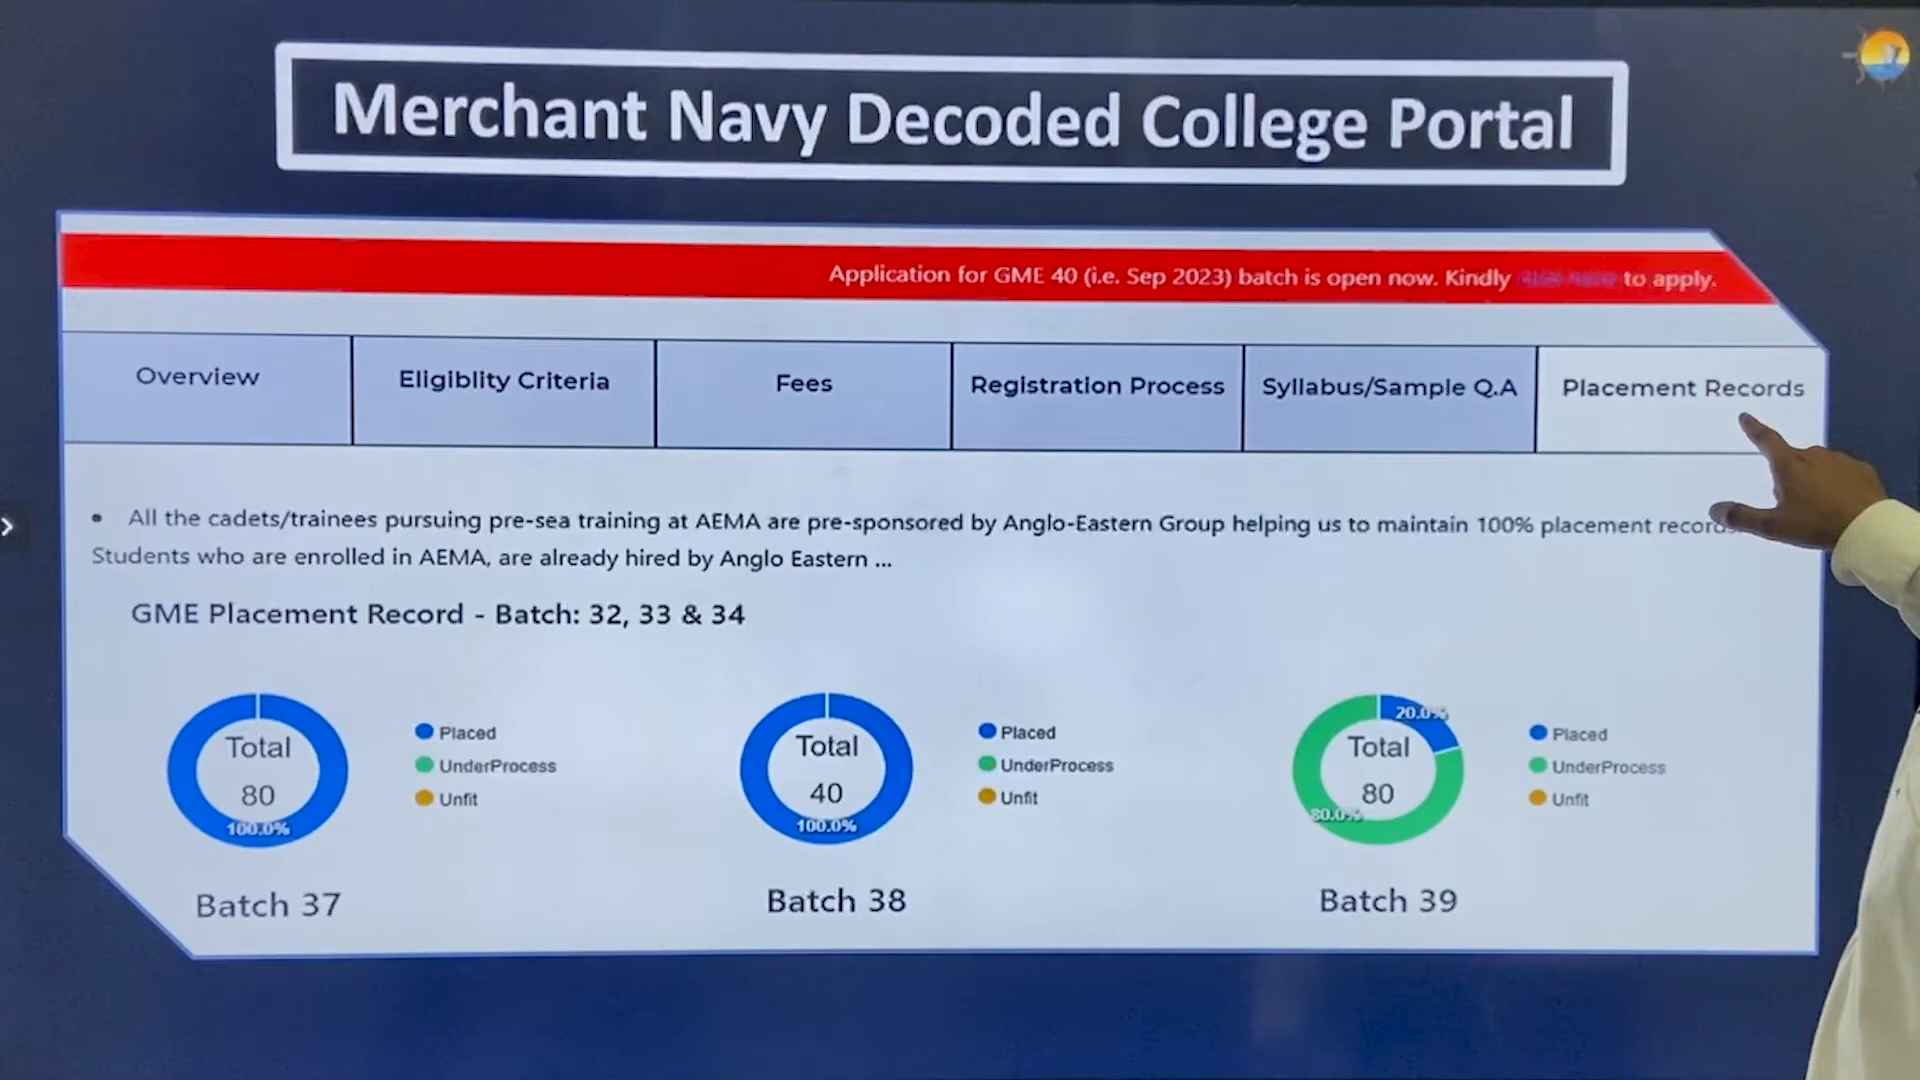 Merchant Navy Decoded College Portal
Application for GME 40 (i.e. Sep 2023) batch is open now. Kindly to apply.
Overview
Eligiblity Criteria
Fees
Registration Process
Syllabus/Sample Q.A
Placement Records
• All the cadets/trainees pursuing pre-sea training at AEMA are pre-sponsored by Anglo-Eastern Group helping us to maintain 100% placement
Students who are enrolled in AEMA, are already hired by Anglo Eastern ...
GME Placement Record - Batch: 32, 33 & 34
Total
80
100.0%
Placed
UnderProcess
Unfit
Batch 37
Total
40
100.0%
Placed
UnderProcess
Unfit
Batch 38
20.0%
Total
80
80.0%
Placed
UnderProcess
Unfit
Batch 39